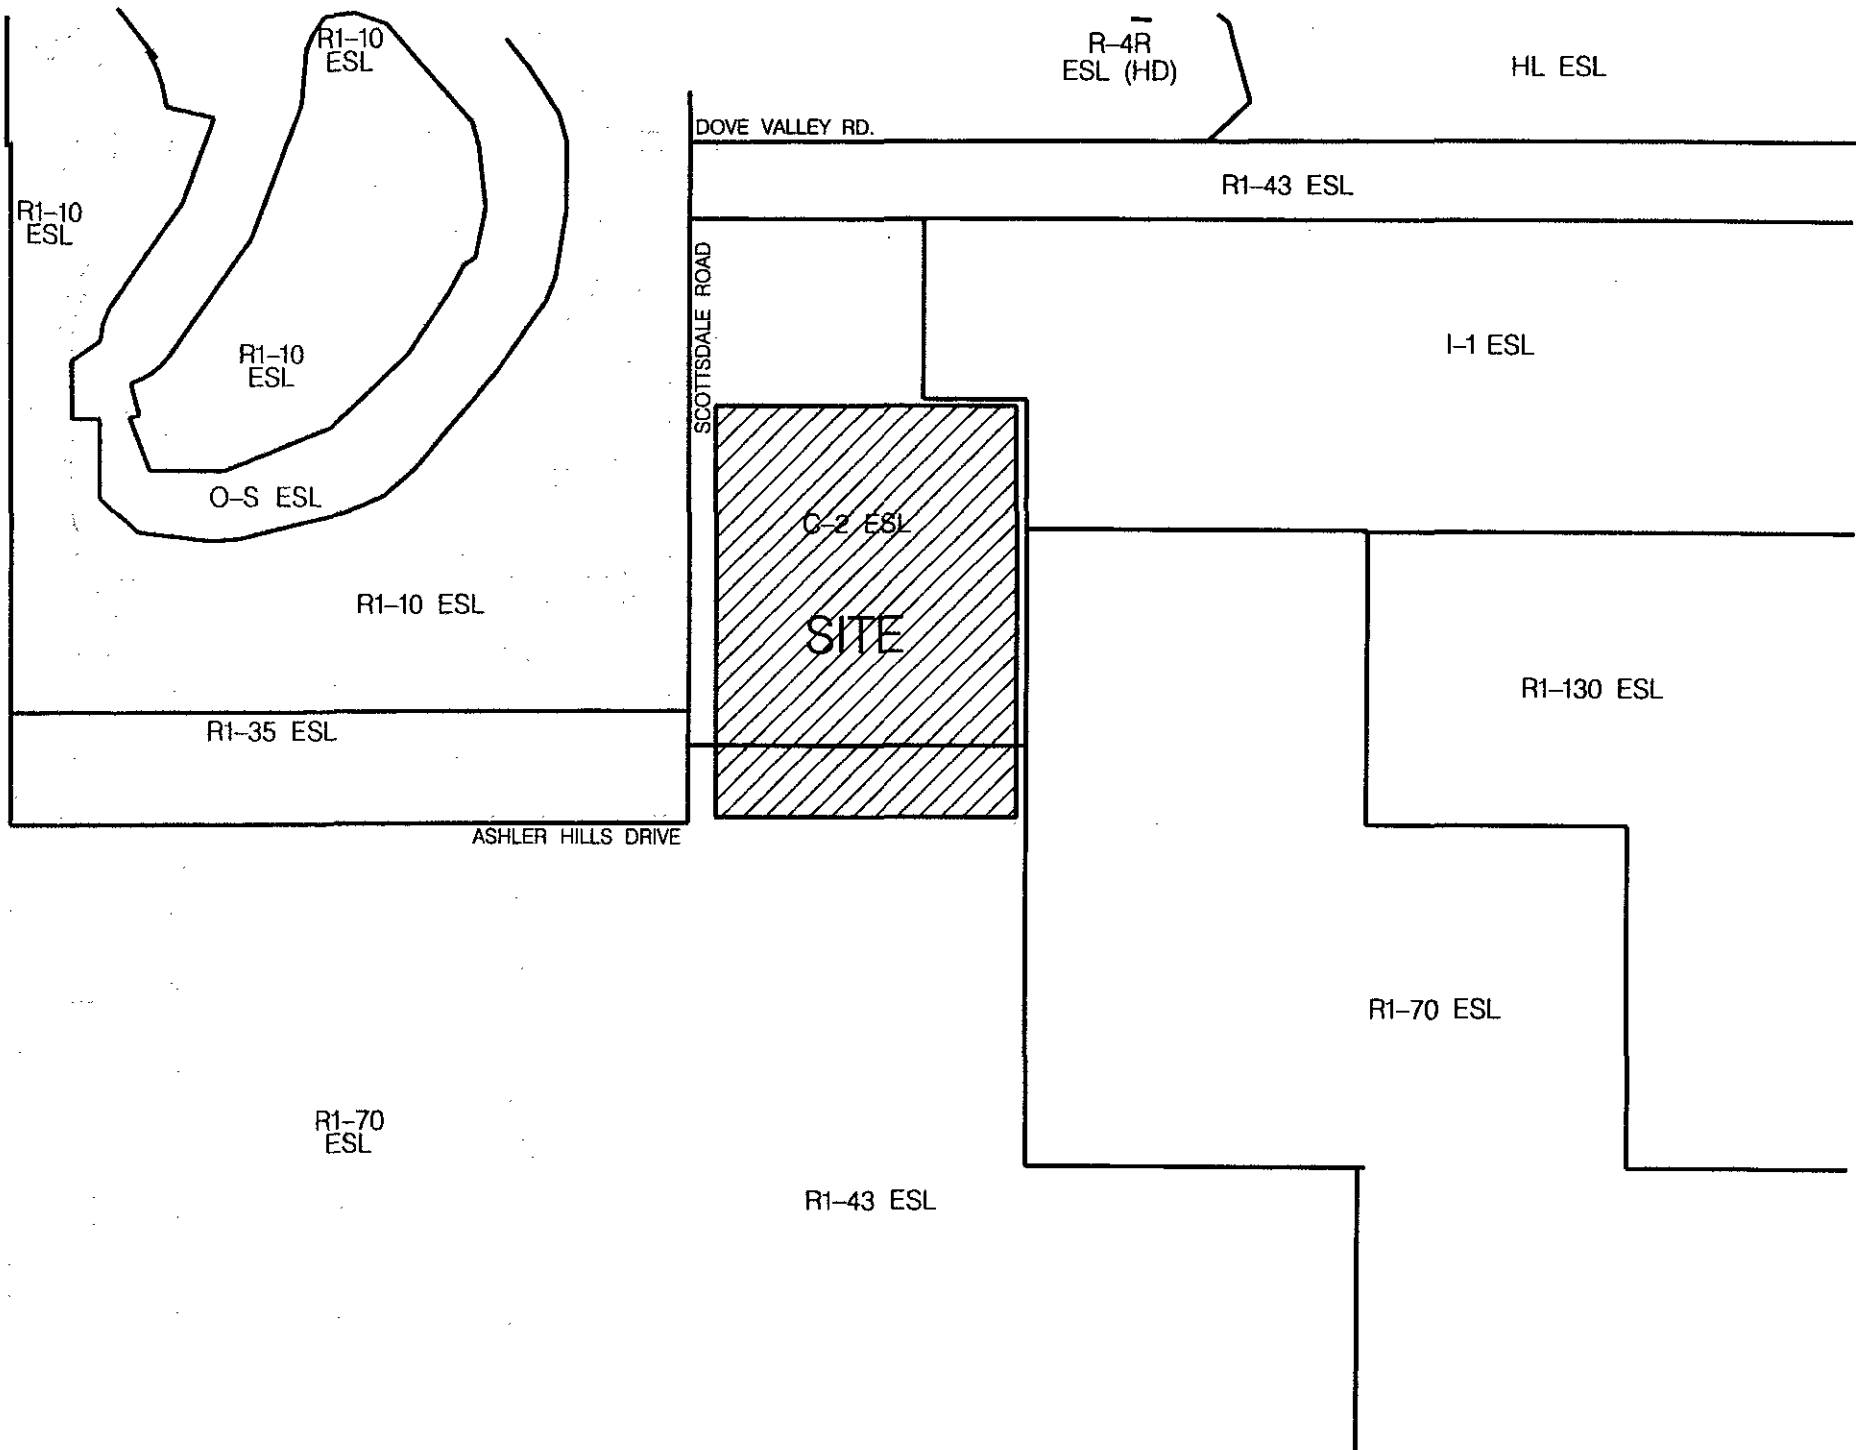 R1-10
ESL
R-4R
ESL (HD)
HL ESL
DOVE VALLEY RD.
R1-43 ESL
R1-10
ESL
SCOTTSDALE ROAD
R1-10
ESL
I-1 ESL
O-S ESL
C-2 ESL
R1-10 ESL
SITE
R1-130 ESL
R1-35 ESL
ASHLER HILLS DRIVE
R1-70 ESL
R1-70
ESL
R1-43 ESL